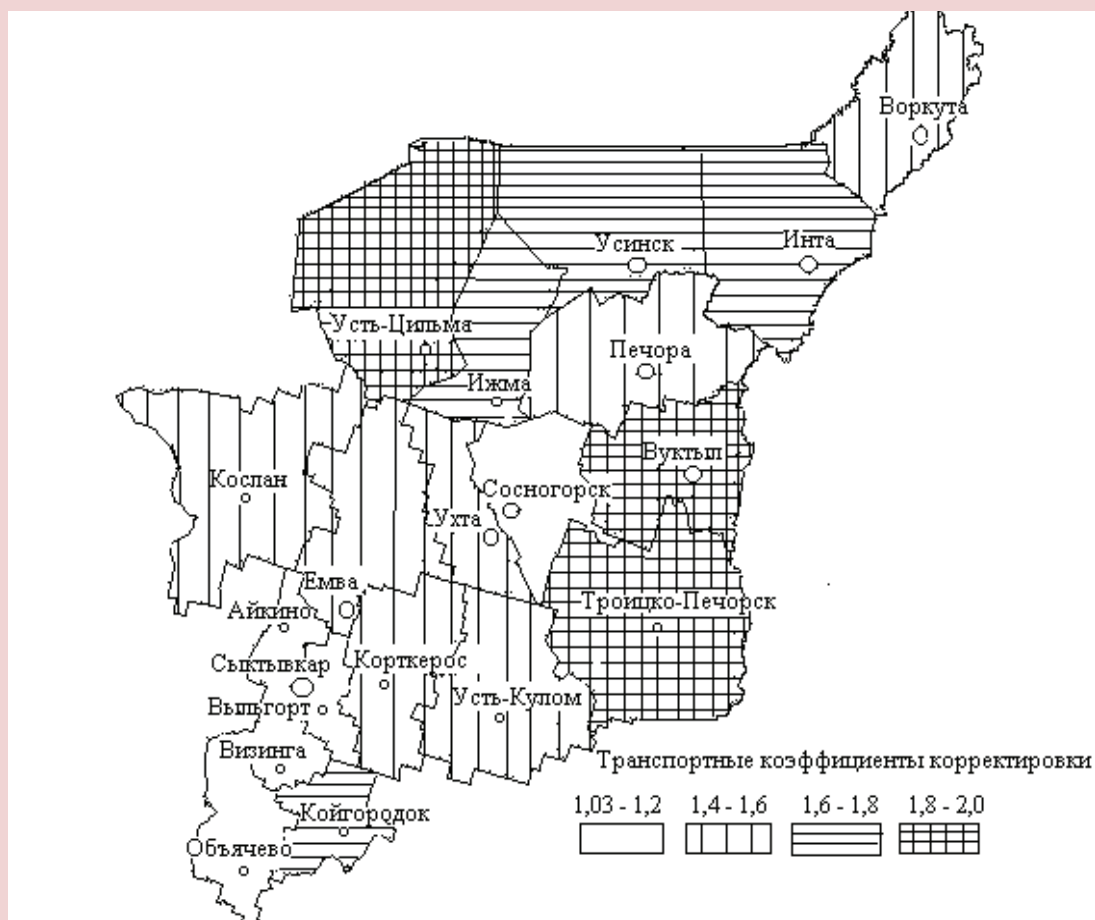 Воркута
Усинск
Инта
Усть-Цильма
Печора
Ижма
Вуктыл
Коспан
Сосногорск
Ухта
Емва
Айкино
Троицко-Печорск
Сыктывкар
Корткерос
Усть-Кулом
Выльгорт
Визинга
Койгородок
Объячево
Транспортные коэффициенты корректировки
1,03 - 1,2 1,4 - 1,6 1,6 - 1,8 1,8 - 2,0